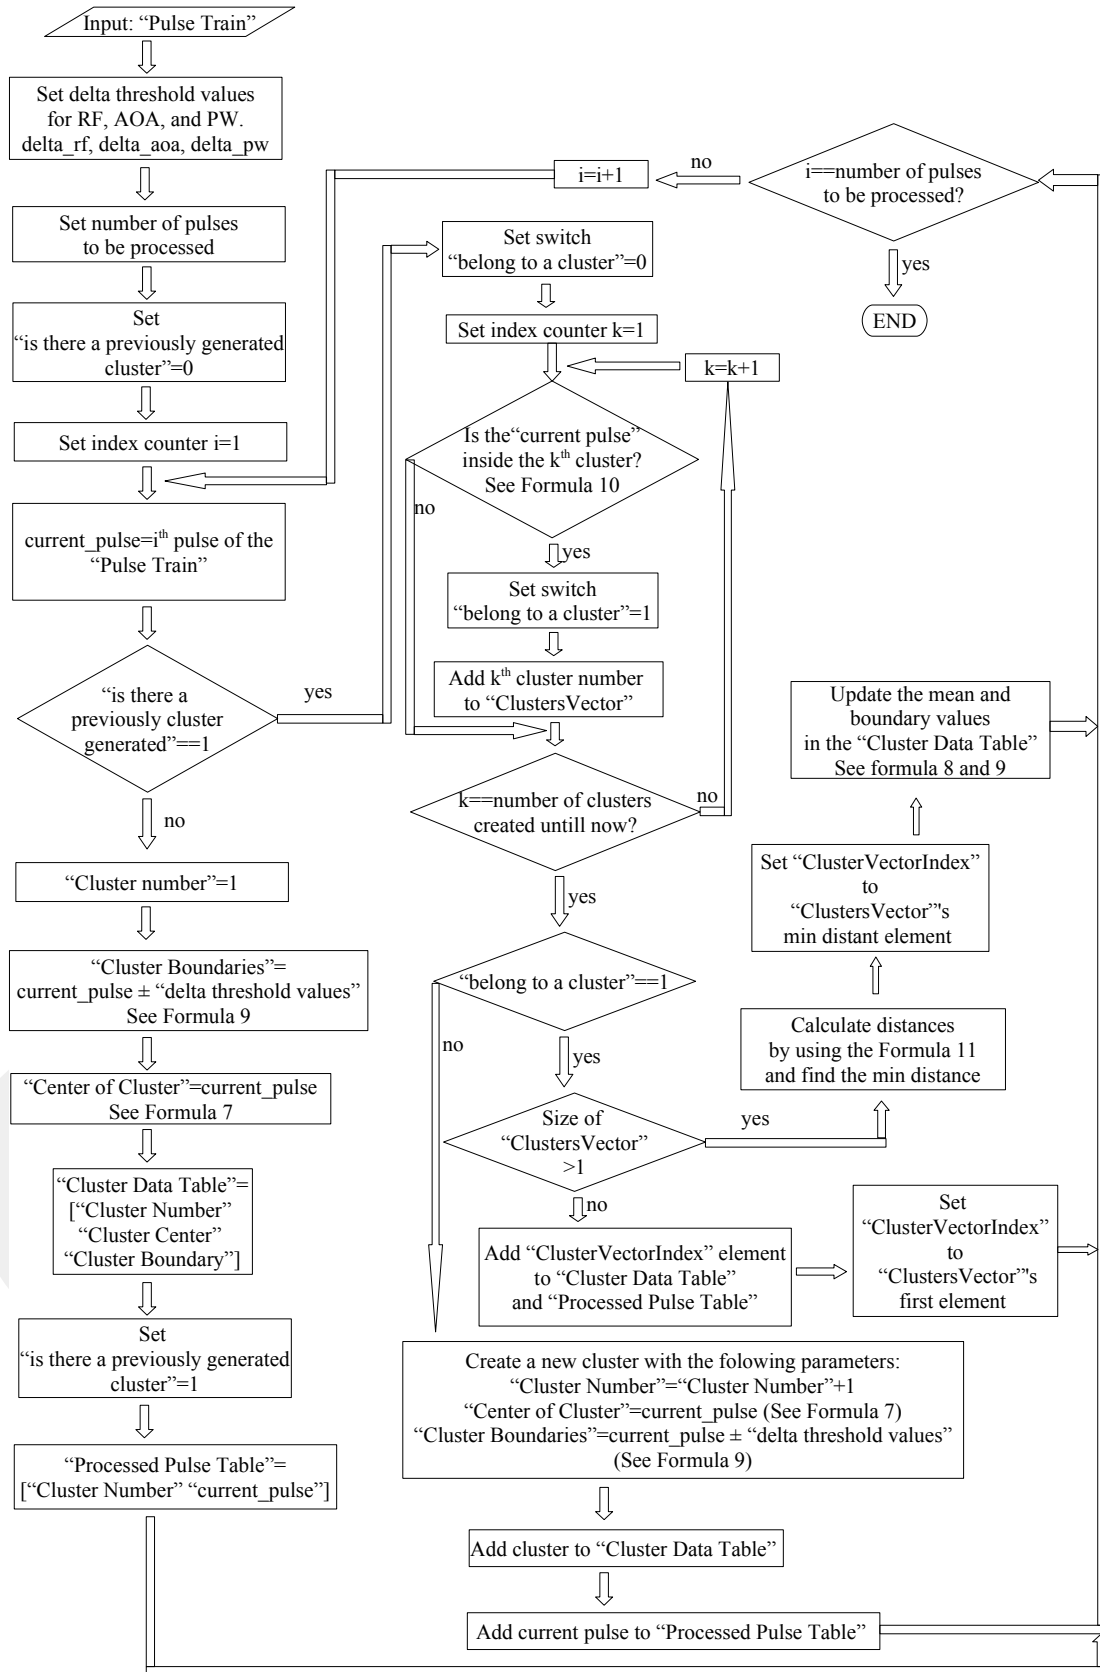 Input: “Pulse Train”
Set delta threshold values
for RF, AOA, and PW.
delta_rf, delta_aoa, delta_pw
Set number of pulses
to be processed
Set
“is there a previously generated
cluster”=0
Set index counter i=1
current_pulse=iᵗʰ pulse of the
“Pulse Train”
“is there a
previously cluster
generated”==1
yes
no
“Cluster number”=1
“Cluster Boundaries”=
current_pulse ± “delta threshold values”
See Formula 9
“Center of Cluster”=current_pulse
See Formula 7
“Cluster Data Table”=
[“Cluster Number”
“Cluster Center”
“Cluster Boundary”]
Set
“is there a previously generated
cluster”=1
“Processed Pulse Table”=
[“Cluster Number” “current_pulse”]
Set switch
“belong to a cluster”=0
Set index counter k=1
k=k+1
Is the“current pulse”
inside the kᵗʰ cluster?
See Formula 10
no
yes
Set switch
“belong to a cluster”=1
Add kᵗʰ cluster number
to “ClustersVector”
k==number of clusters
created untill now?
no
yes
“belong to a cluster”==1
no
yes
Size of
“ClustersVector”
>1
yes
no
Add “ClusterVectorIndex” element
to “Cluster Data Table”
and “Processed Pulse Table”
Set
“ClusterVectorIndex”
to
“ClustersVector”'s
first element
Calculate distances
by using the Formula 11
and find the min distance
Set “ClusterVectorIndex”
to
“ClustersVector”'s
min distant element
Update the mean and
boundary values
in the “Cluster Data Table”
See formula 8 and 9
Create a new cluster with the folowing parameters:
“Cluster Number”=“Cluster Number”+1
“Center of Cluster”=current_pulse (See Formula 7)
“Cluster Boundaries”=current_pulse ± “delta threshold values”
(See Formula 9)
Add cluster to “Cluster Data Table”
Add current pulse to “Processed Pulse Table”
i==number of pulses
to be processed?
no
i=i+1
yes
END